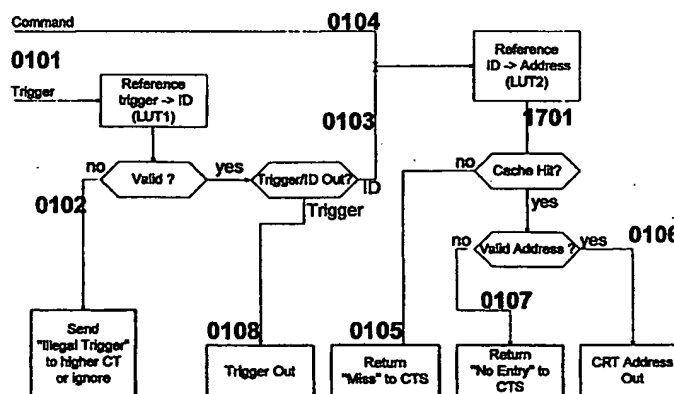 Command
0104
0101
Reference
trigger -> ID
(LUT1)
Reference
ID -> Address
(LUT2)
Trigger
0103
1701
no
Valid ?
yes
Trigger/ID Out?
ID
no
Cache Hit?
0102
Trigger
yes
no
Valid Address ?
yes
0106
0107
0108
0105
Send
"Illegal Trigger"
to higher CT
or ignore
Trigger Out
Return
"Miss" to CTS
Return
"No Entry" to
CTS
CRT Address
Out